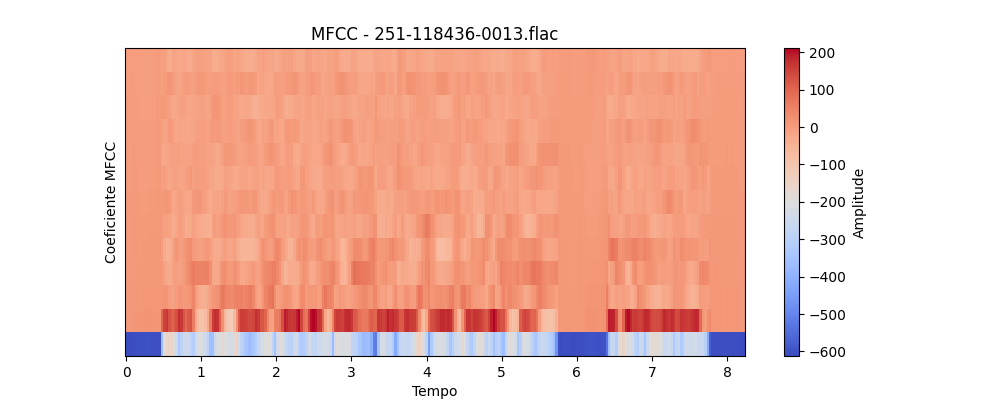 MFCC - 251-118436-0013.flac
Coeficiente MFCC
0 1 2 3 4 5 6 7 8
Tempo
200
100
0
−100
−200
−300
−400
−500
−600
Amplitude